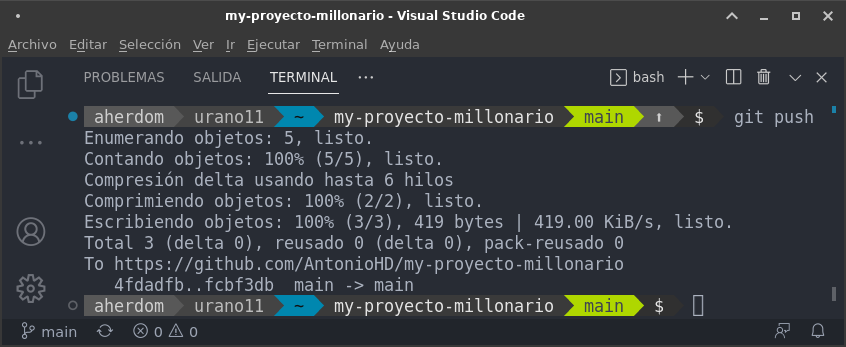 my-proyecto-millonario - Visual Studio Code
Archivo Editar Selección Ver Ir Ejecutar Terminal Ayuda
PROBLEMAS SALIDA TERMINAL ··· bash
aherdom urano11 ~ my-proyecto-millonario main ⬆ $ git push
Enumerando objetos: 5, listo.
Contando objetos: 100% (5/5), listo.
Compresión delta usando hasta 6 hilos
Comprimiendo objetos: 100% (2/2), listo.
Escribiendo objetos: 100% (3/3), 419 bytes | 419.00 KiB/s, listo.
Total 3 (delta 0), reusado 0 (delta 0), pack-reusado 0
To https://github.com/AntonioHD/my-proyecto-millonario
4fdadfb..fcbf3db main -> main
aherdom urano11 ~ my-proyecto-millonario main $
main 0 0